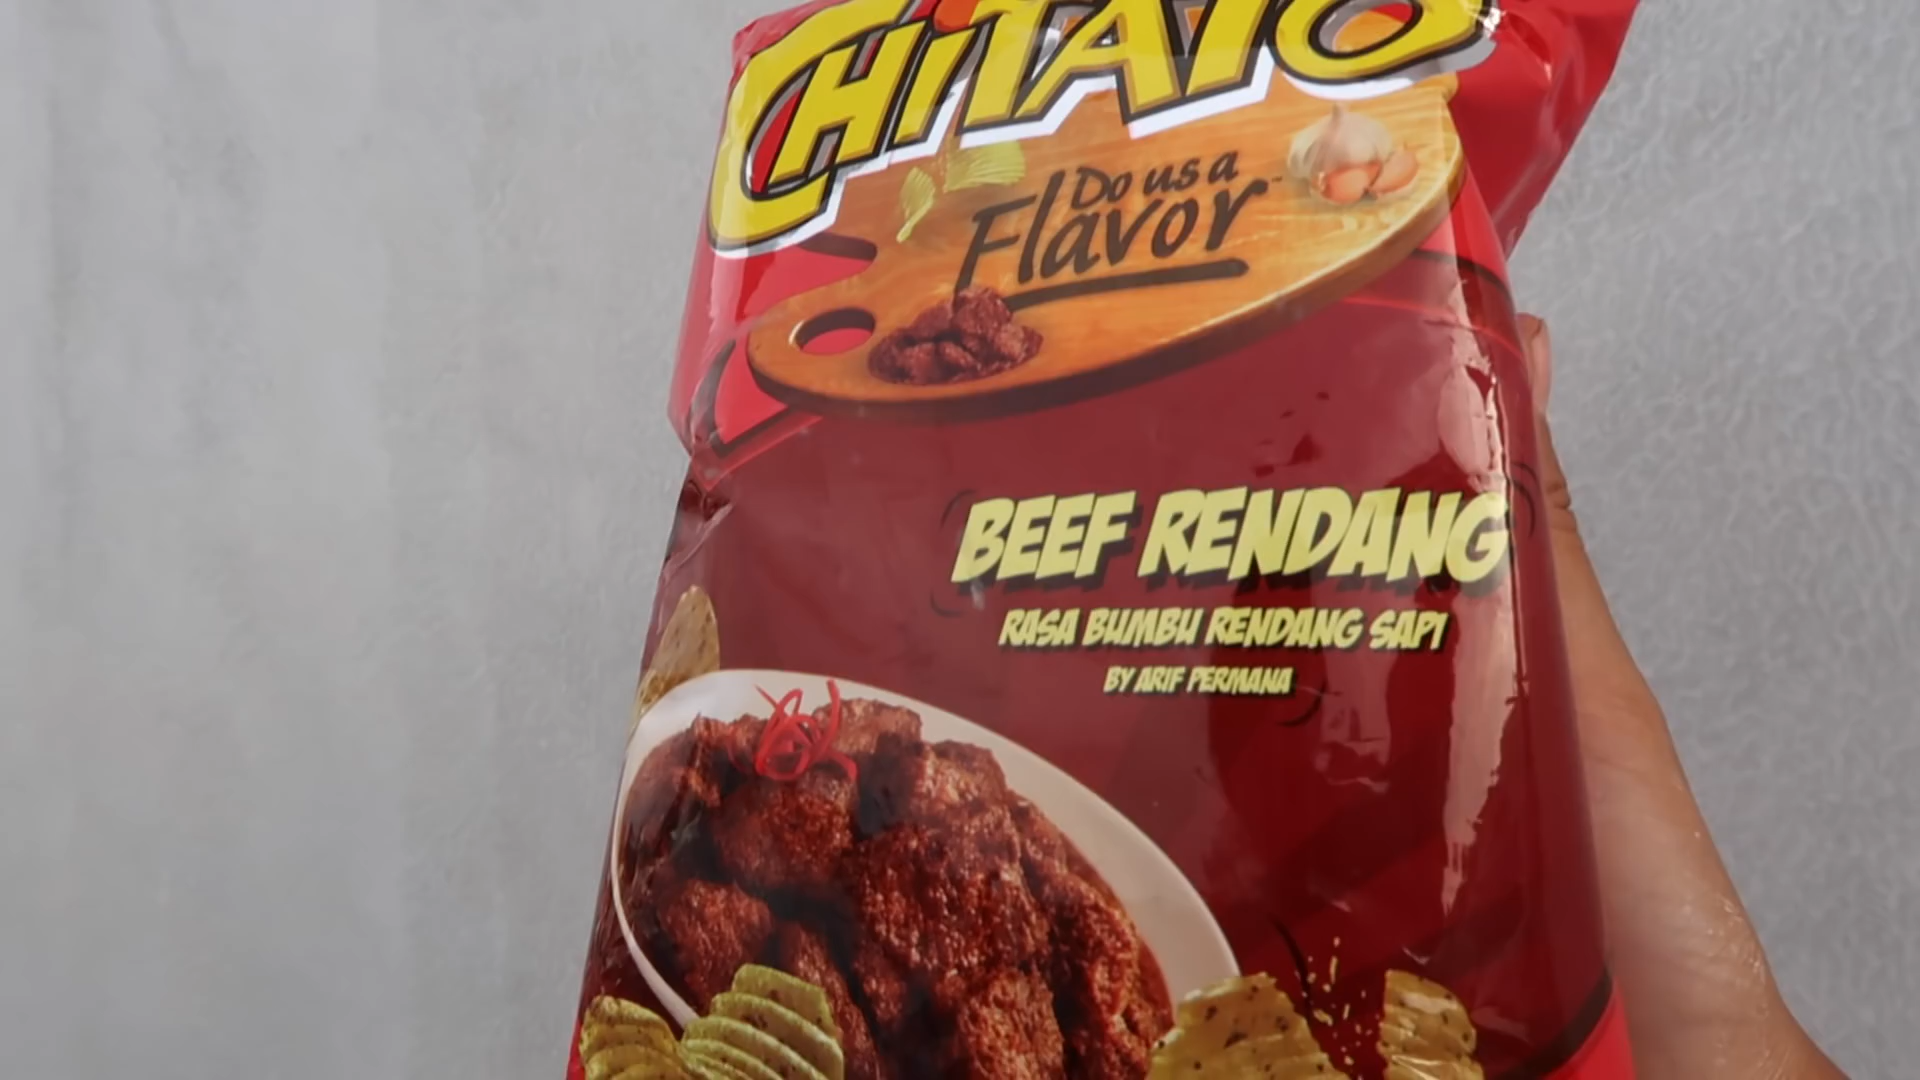 CHiTATO
Do us a
Flavor
BEEF RENDANG
RASA BUMBU RENDANG SAPI
BY ARIF PERMANA